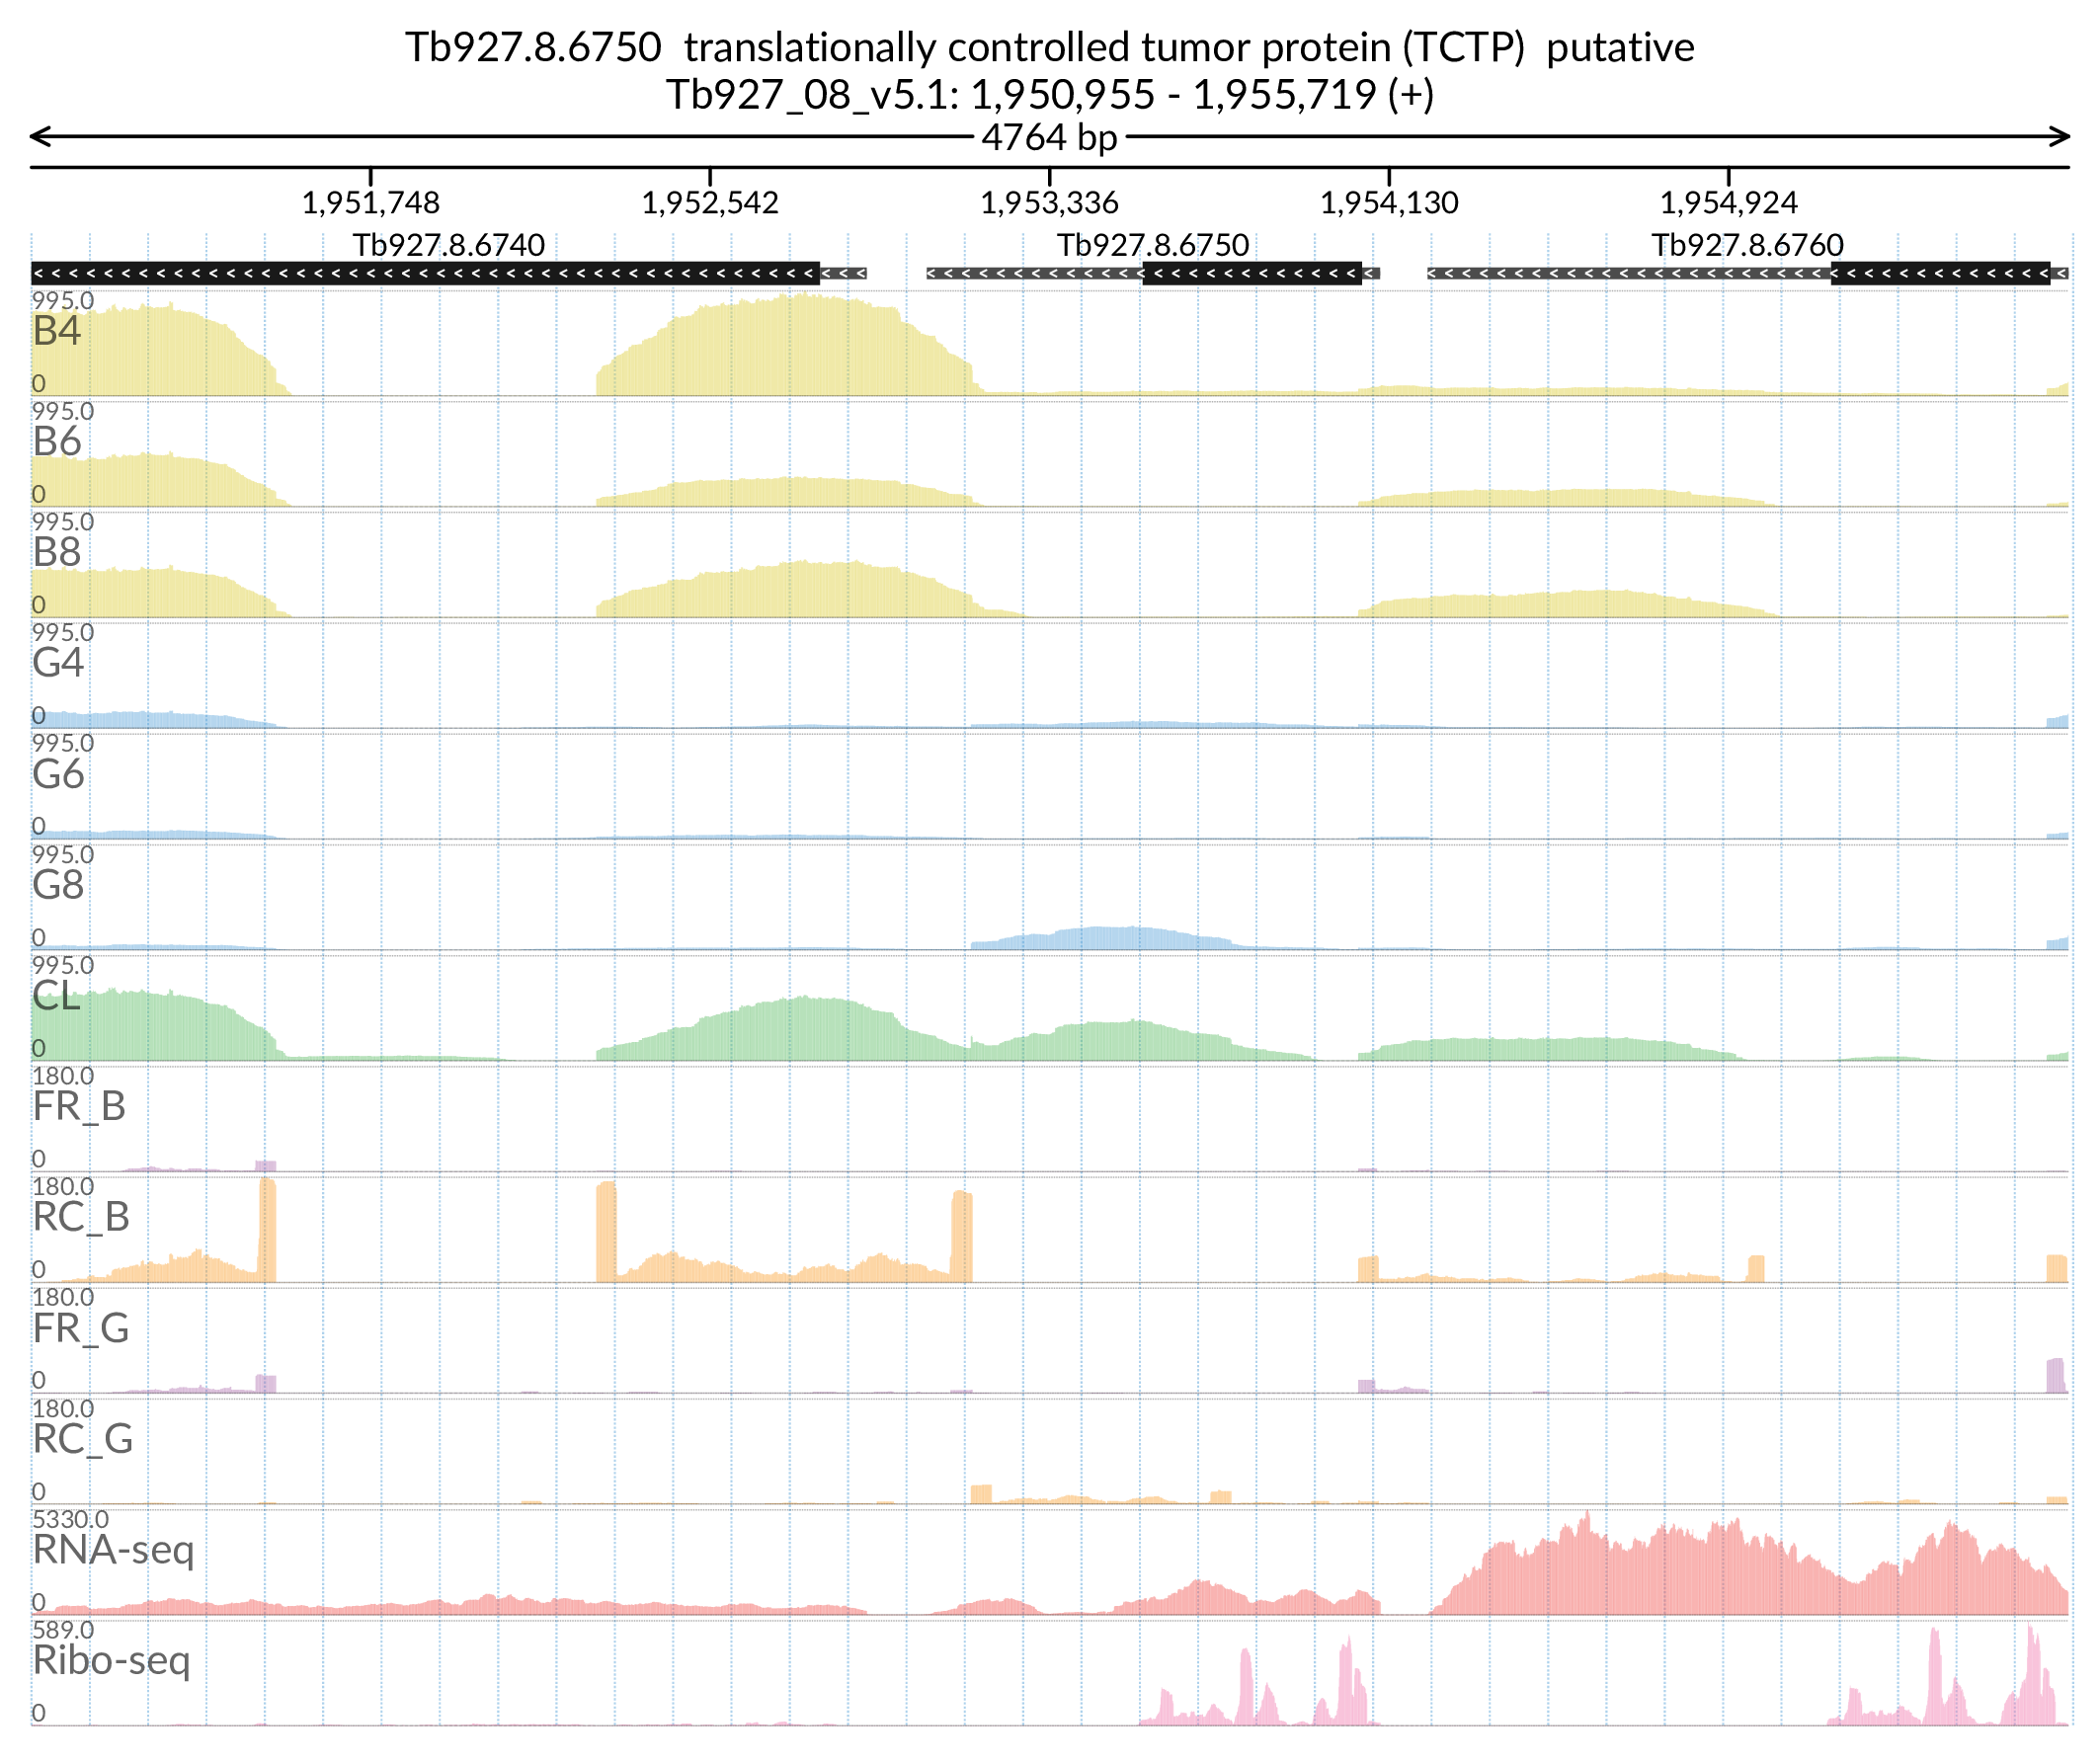 Tb927.8.6750 translationally controlled tumor protein (TCTP) putative
Tb927_08_v5.1: 1,950,955 - 1,955,719 (+)
4764 bp
1,951,748 1,952,542 1,953,336 1,954,130 1,954,924
Tb927.8.6740 Tb927.8.6750 Tb927.8.6760
995.0
B4
0
995.0
B6
0
995.0
B8
0
995.0
G4
0
995.0
G6
0
995.0
G8
0
995.0
CL
0
180.0
FR_B
0
180.0
RC_B
0
180.0
FR_G
0
180.0
RC_G
0
5330.0
RNA-seq
0
589.0
Ribo-seq
0